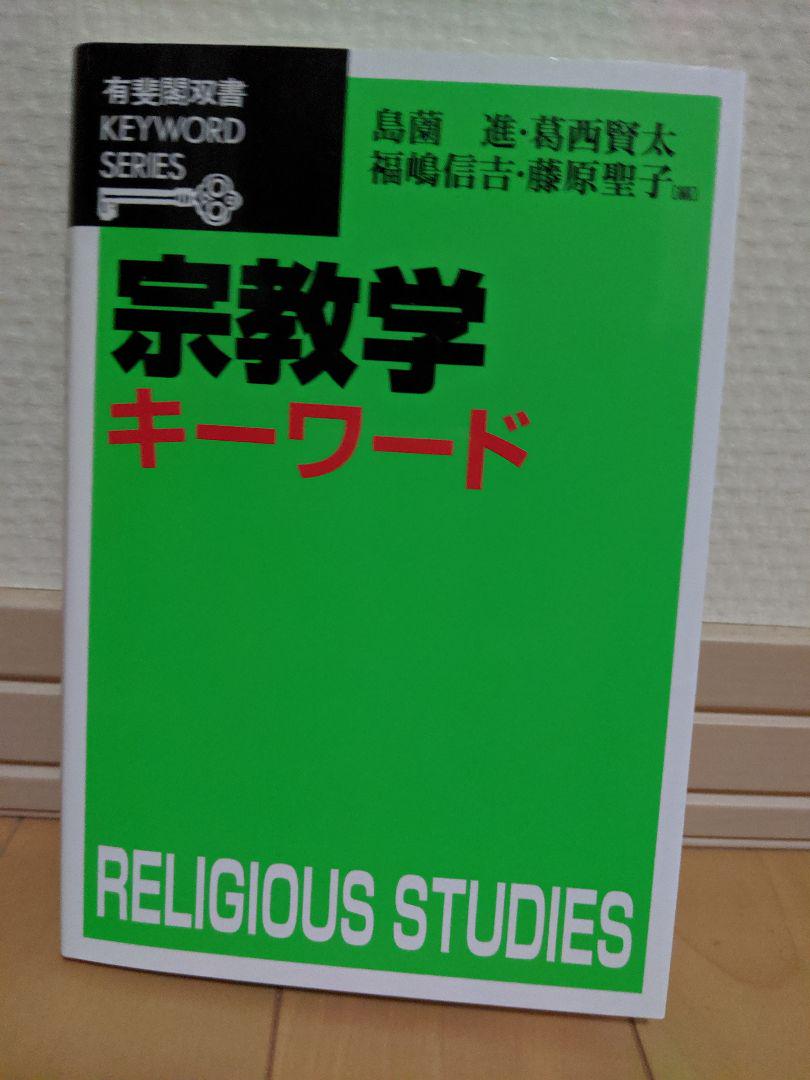 有斐閣双書
KEYWORD
SERIES
島薗 進・葛西賢太
福嶋信吉・藤原聖子[編]
宗教学
キーワード
RELIGIOUS STUDIES